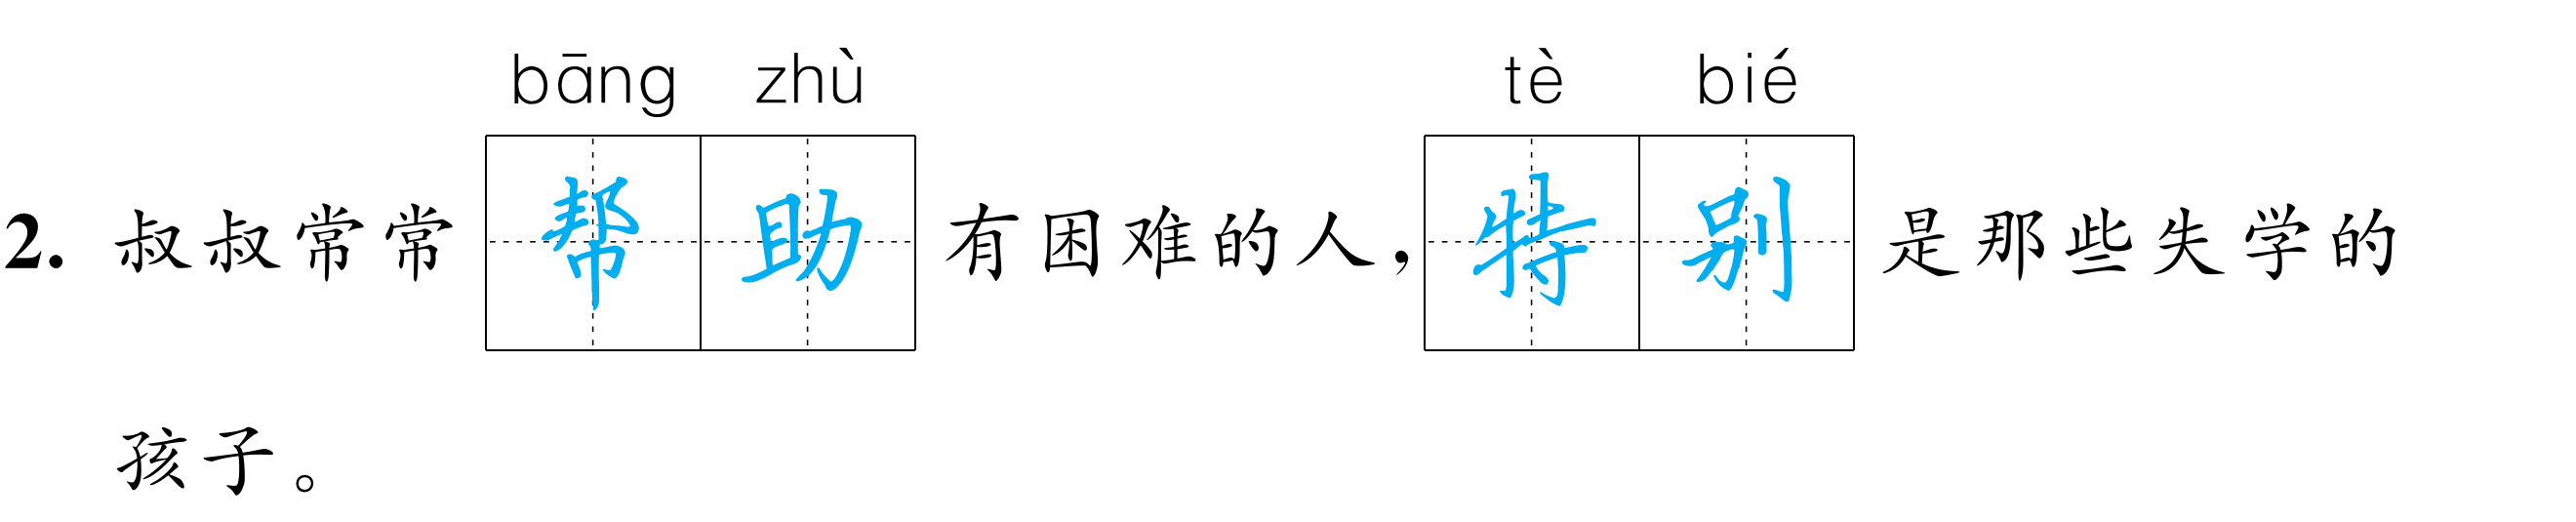 bāng zhù tè bié
2. 叔叔常常帮助有困难的人,特别是那些失学的
孩子。